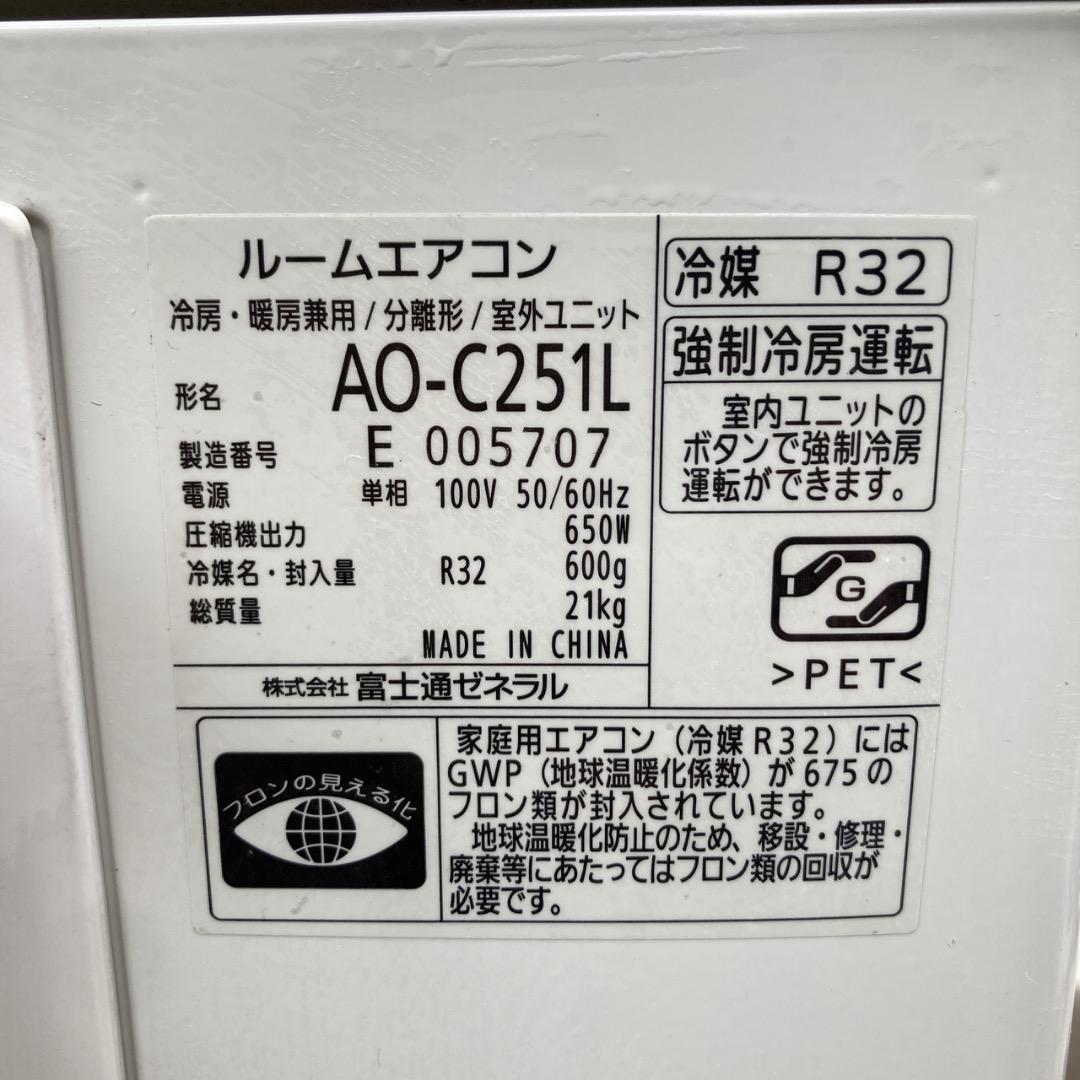 ルームエアコン
冷房・暖房兼用/分離形/室外ユニット
形名 AO-C251L
製造番号 E 005707
電源 単相 100V 50/60Hz
圧縮機出力 650W
冷媒名・封入量 R32 600g
総質量 21kg
MADE IN CHINA
株式会社 富士通ゼネラル
冷媒 R32
強制冷房運転
室内ユニットの
ボタンで強制冷房
運転ができます。
G
>PET<
フロンの見える化
家庭用エアコン（冷媒R32）には
GWP（地球温暖化係数）が675の
フロン類が封入されています。
地球温暖化防止のため、移設・修理・
廃棄等にあたってはフロン類の回収が
必要です。